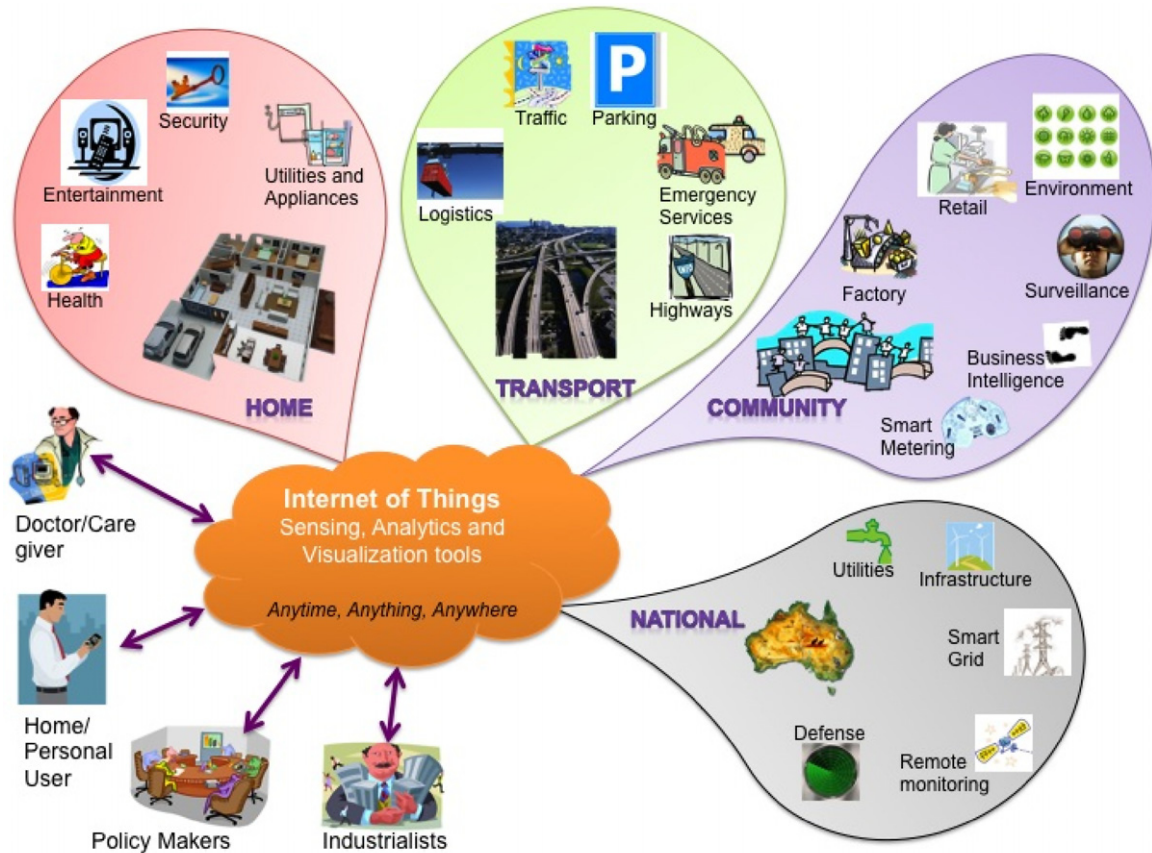 Security
Entertainment
Utilities and
Appliances
Health
HOME
Traffic
P
Parking
Logistics
Emergency
Services
Highways
TRANSPORT
Retail
Environment
Factory
Surveillance
Business
Intelligence
COMMUNITY
Smart
Metering
Doctor/Care
giver
Internet of Things
Sensing, Analytics and
Visualization tools
Anytime, Anything, Anywhere
Home/
Personal
User
Policy Makers
Industrialists
Utilities
Infrastructure
NATIONAL
Smart
Grid
Defense
Remote
monitoring